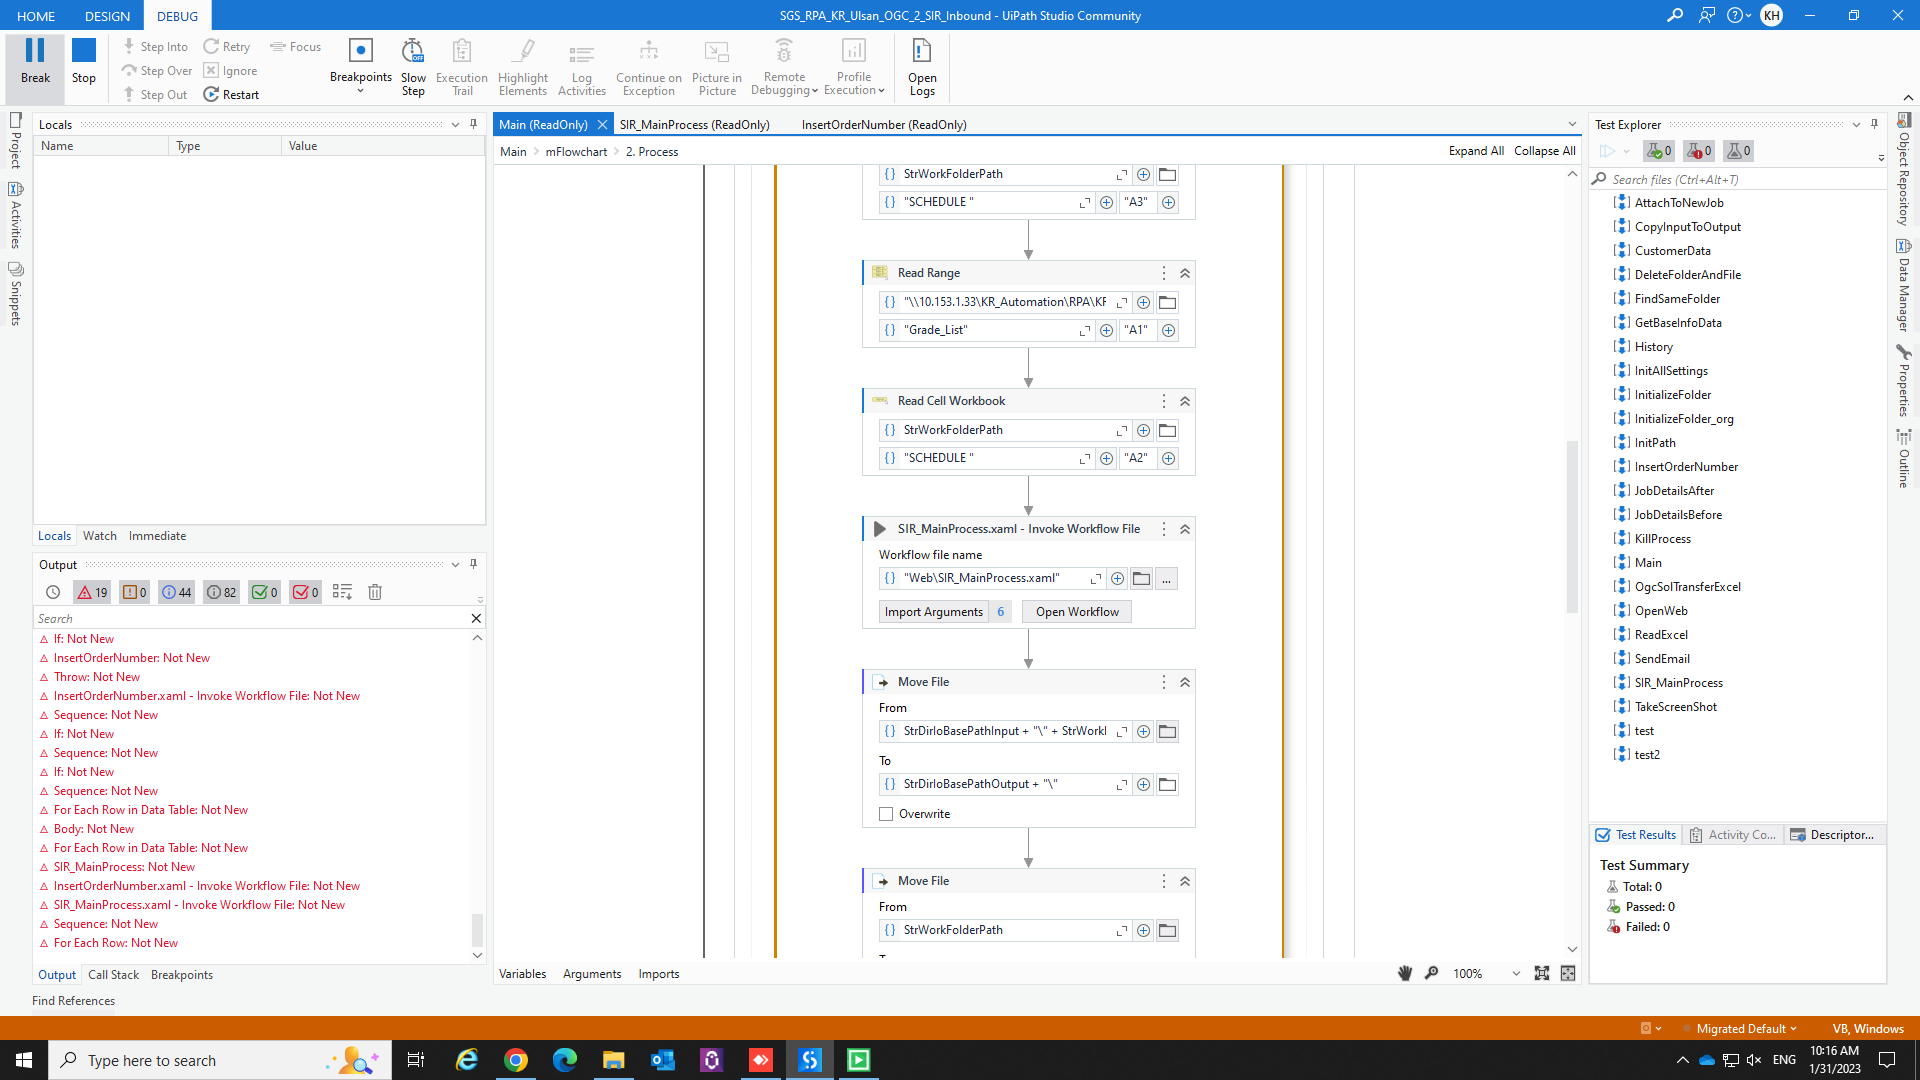 HOME DESIGN DEBUG
SGS_RPA_KR_Ulsan_OGC_2_SIR_Inbound - UiPath Studio Community
KH
Break
Stop
Step Into
Step Over
Step Out
Retry
Ignore
Restart
Focus
Breakpoints
Slow Step
Execution Trail
Highlight Elements
Log Activities
Continue on Exception
Picture in Picture
Remote Debugging
Profile Execution
Open Logs
Project
Activities
Snippets
Locals
Name Type Value
Locals Watch Immediate
Output
19 0 44 82 0 0
Search
If: Not New
InsertOrderNumber: Not New
Throw: Not New
InsertOrderNumber.xaml - Invoke Workflow File: Not New
Sequence: Not New
If: Not New
Sequence: Not New
If: Not New
Sequence: Not New
For Each Row in Data Table: Not New
Body: Not New
For Each Row in Data Table: Not New
SIR_MainProcess: Not New
InsertOrderNumber.xaml - Invoke Workflow File: Not New
SIR_MainProcess.xaml - Invoke Workflow File: Not New
Sequence: Not New
For Each Row: Not New
Output Call Stack Breakpoints
Find References
Main (ReadOnly) SIR_MainProcess (ReadOnly) InsertOrderNumber (ReadOnly)
Main > mFlowchart > 2. Process
Expand All Collapse All
StrWorkFolderPath
"SCHEDULE " "A3"
Read Range
"\\10.153.1.33\KR_Automation\RPA\KF
"Grade_List" "A1"
Read Cell Workbook
StrWorkFolderPath
"SCHEDULE " "A2"
SIR_MainProcess.xaml - Invoke Workflow File
Workflow file name
"Web\SIR_MainProcess.xaml" ...
Import Arguments 6 Open Workflow
Move File
From
StrDirloBasePathInput + "\" + StrWorkl
To
StrDirloBasePathOutput + "\"
Overwrite
Move File
From
StrWorkFolderPath
Variables Arguments Imports
100%
Test Explorer
0 0 0
Search files (Ctrl+Alt+T)
AttachToNewJob
CopyInputToOutput
CustomerData
DeleteFolderAndFile
FindSameFolder
GetBaseInfoData
History
InitAllSettings
InitializeFolder
InitializeFolder_org
InitPath
InsertOrderNumber
JobDetailsAfter
JobDetailsBefore
KillProcess
Main
OgcSolTransferExcel
OpenWeb
ReadExcel
SendEmail
SIR_MainProcess
TakeScreenShot
test
test2
Test Results Activity Co... Descriptor...
Test Summary
Total: 0
Passed: 0
Failed: 0
Object Repository
Data Manager
Properties
Outline
Migrated Default VB, Windows
Type here to search
ENG
10:16 AM
1/31/2023